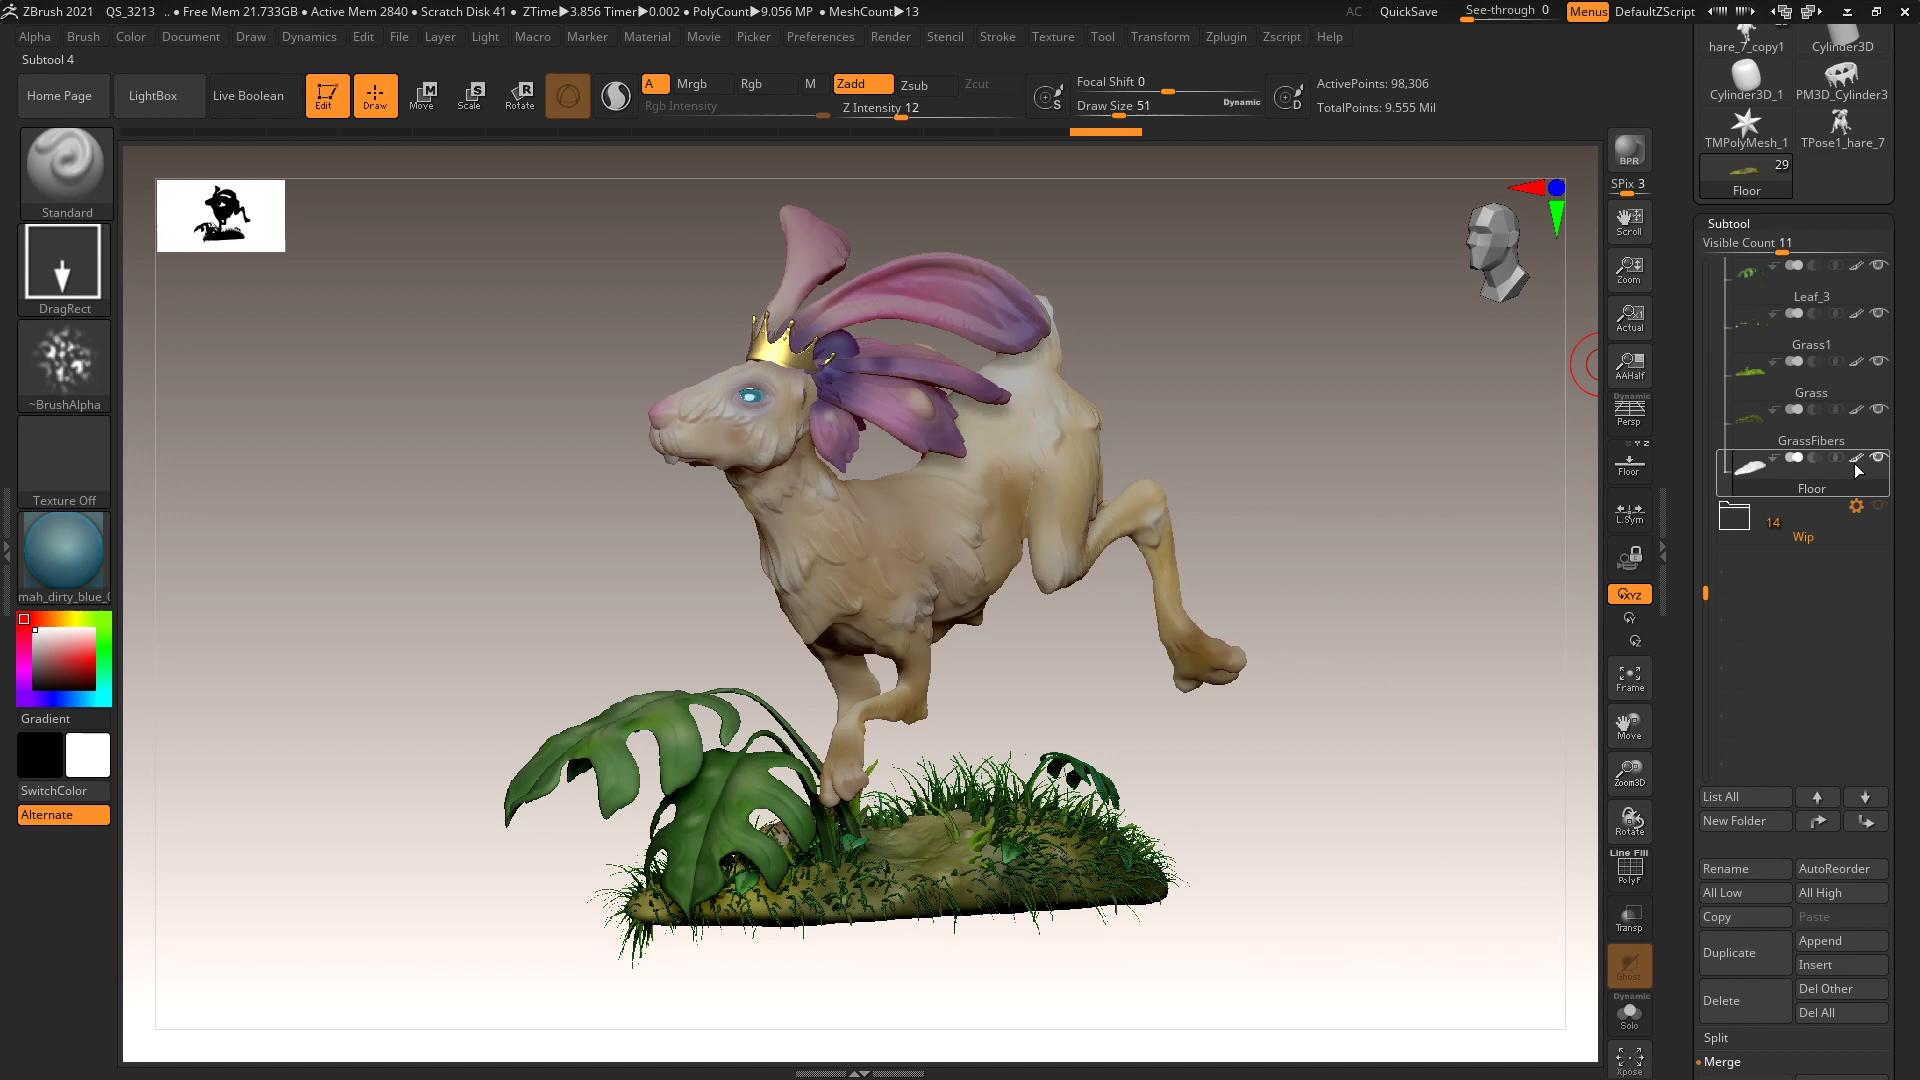 ZBrush 2021 QS_3213 .. • Free Mem 21.733GB • Active Mem 2840 • Scratch Disk 41 • ZTime▶3.856 Timer▶0.002 • PolyCount▶9.056 MP • MeshCount▶13 AC QuickSave See-through 0 Menus DefaultZScript
Alpha Brush Color Document Draw Dynamics Edit File Layer Light Macro Marker Material Movie Picker Preferences Render Stencil Stroke Texture Tool Transform Zplugin Zscript Help
Subtool 4
Home Page LightBox Live Boolean Edit Draw Move Scale Rotate
A Mrgb Rgb M Zadd Zsub Zcut
Rgb Intensity Z Intensity 12
Focal Shift 0
Draw Size 51 Dynamic
ActivePoints: 98,306
TotalPoints: 9.555 Mil
Standard
DragRect
~BrushAlpha
Texture Off
mah_dirty_blue_
Gradient
SwitchColor
Alternate
BPR
SPix 3
Scroll
Zoom
Actual
AAHalf
Dynamic
Persp
Floor
L.Sym
XYZ
Y
Z
Frame
Move
Zoom3D
Rotate
Line Fill
PolyF
Transp
Ghost
Dynamic
Solo
Xpose
hare_7_copy1 Cylinder3D
Cylinder3D_1 PM3D_Cylinder3
TMPolyMesh_1 TPose1_hare_7
29
Floor
Subtool
Visible Count 11
Leaf_3
Grass1
Grass
GrassFibers
Floor
14
Wip
List All
New Folder
Rename AutoReorder
All Low All High
Copy Paste
Duplicate Append
Insert
Delete Del Other
Del All
Split
Merge